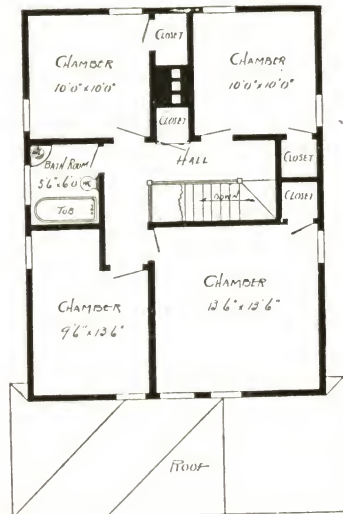 CLOSET
CHAMBER
10'0" x 10'0"
CHAMBER
10'0" x 10'0"
CLOSET
HALL
BATH ROOM
5'6" x 6'0"
CLOSET
TUB
DOWN
CLOSET
CHAMBER
9'6" x 13'6"
CHAMBER
13'6" x 13'6"
ROOF